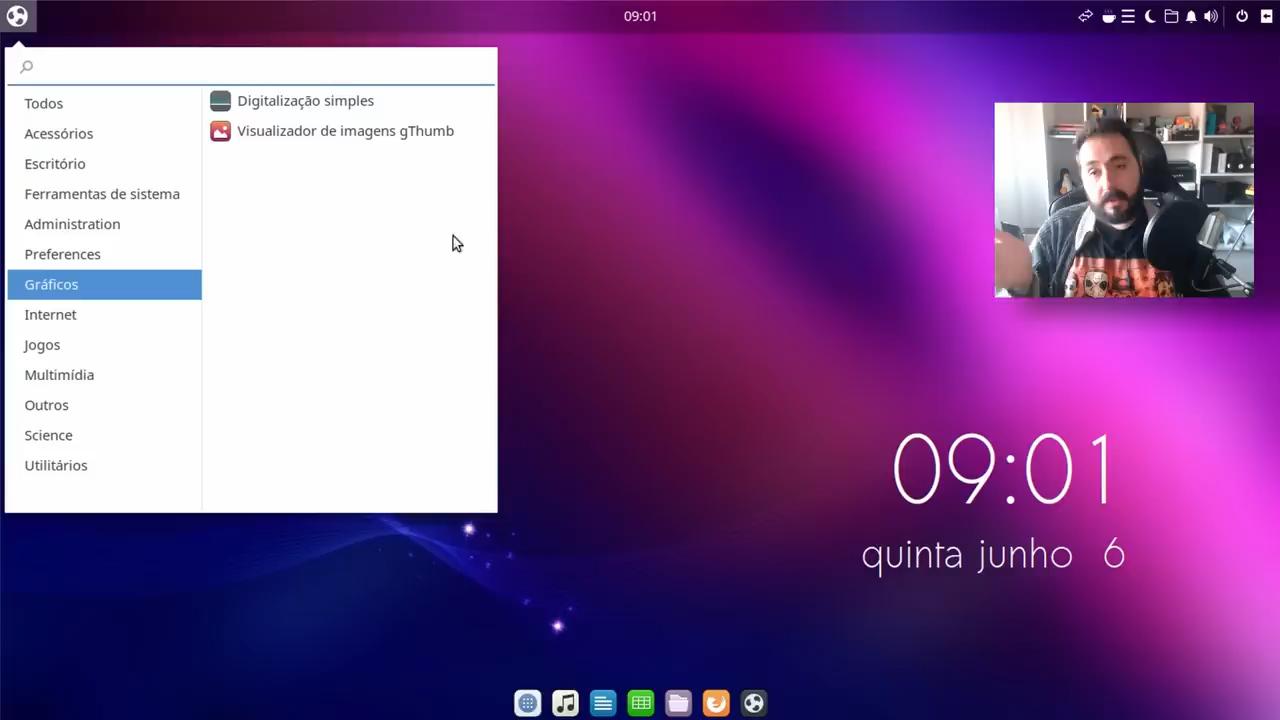 09:01
Todos
Acessórios
Escritório
Ferramentas de sistema
Administration
Preferences
Gráficos
Internet
Jogos
Multimídia
Outros
Science
Utilitários
Digitalização simples
Visualizador de imagens gThumb
09:01
quinta junho 6